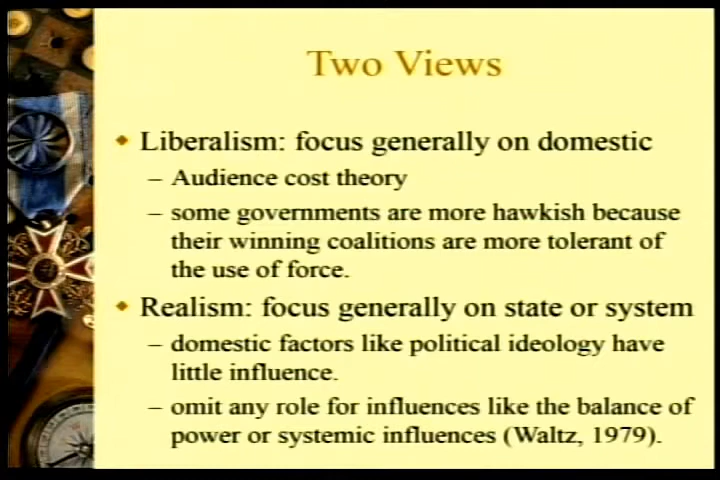 Two Views
Liberalism: focus generally on domestic
– Audience cost theory
– some governments are more hawkish because
their winning coalitions are more tolerant of
the use of force.
Realism: focus generally on state or system
– domestic factors like political ideology have
little influence.
– omit any role for influences like the balance of
power or systemic influences (Waltz, 1979).